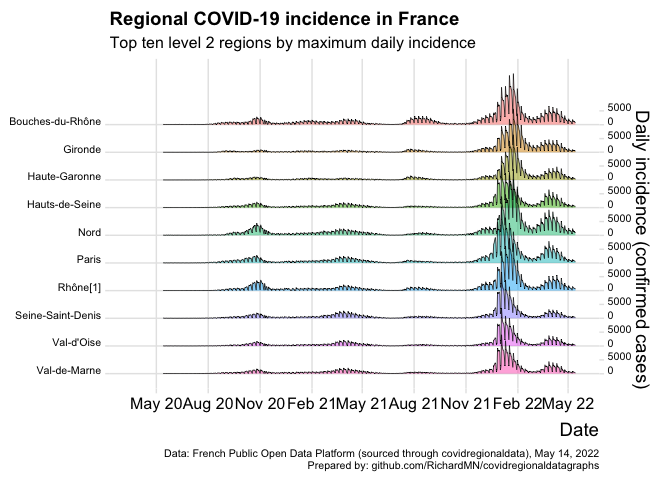 Regional COVID-19 incidence in France
Top ten level 2 regions by maximum daily incidence
Bouches-du-Rhône
Gironde
Haute-Garonne
Hauts-de-Seine
Nord
Paris
Rhône[1]
Seine-Saint-Denis
Val-d'Oise
Val-de-Marne
5000
0
5000
0
5000
0
5000
0
5000
0
5000
0
5000
0
5000
0
5000
0
5000
0
Daily incidence (confirmed cases)
May 20 Aug 20 Nov 20 Feb 21 May 21 Aug 21 Nov 21 Feb 22 May 22
Date
Data: French Public Open Data Platform (sourced through covidregionaldata), May 14, 2022
Prepared by: github.com/RichardMN/covidregionaldatagraphs